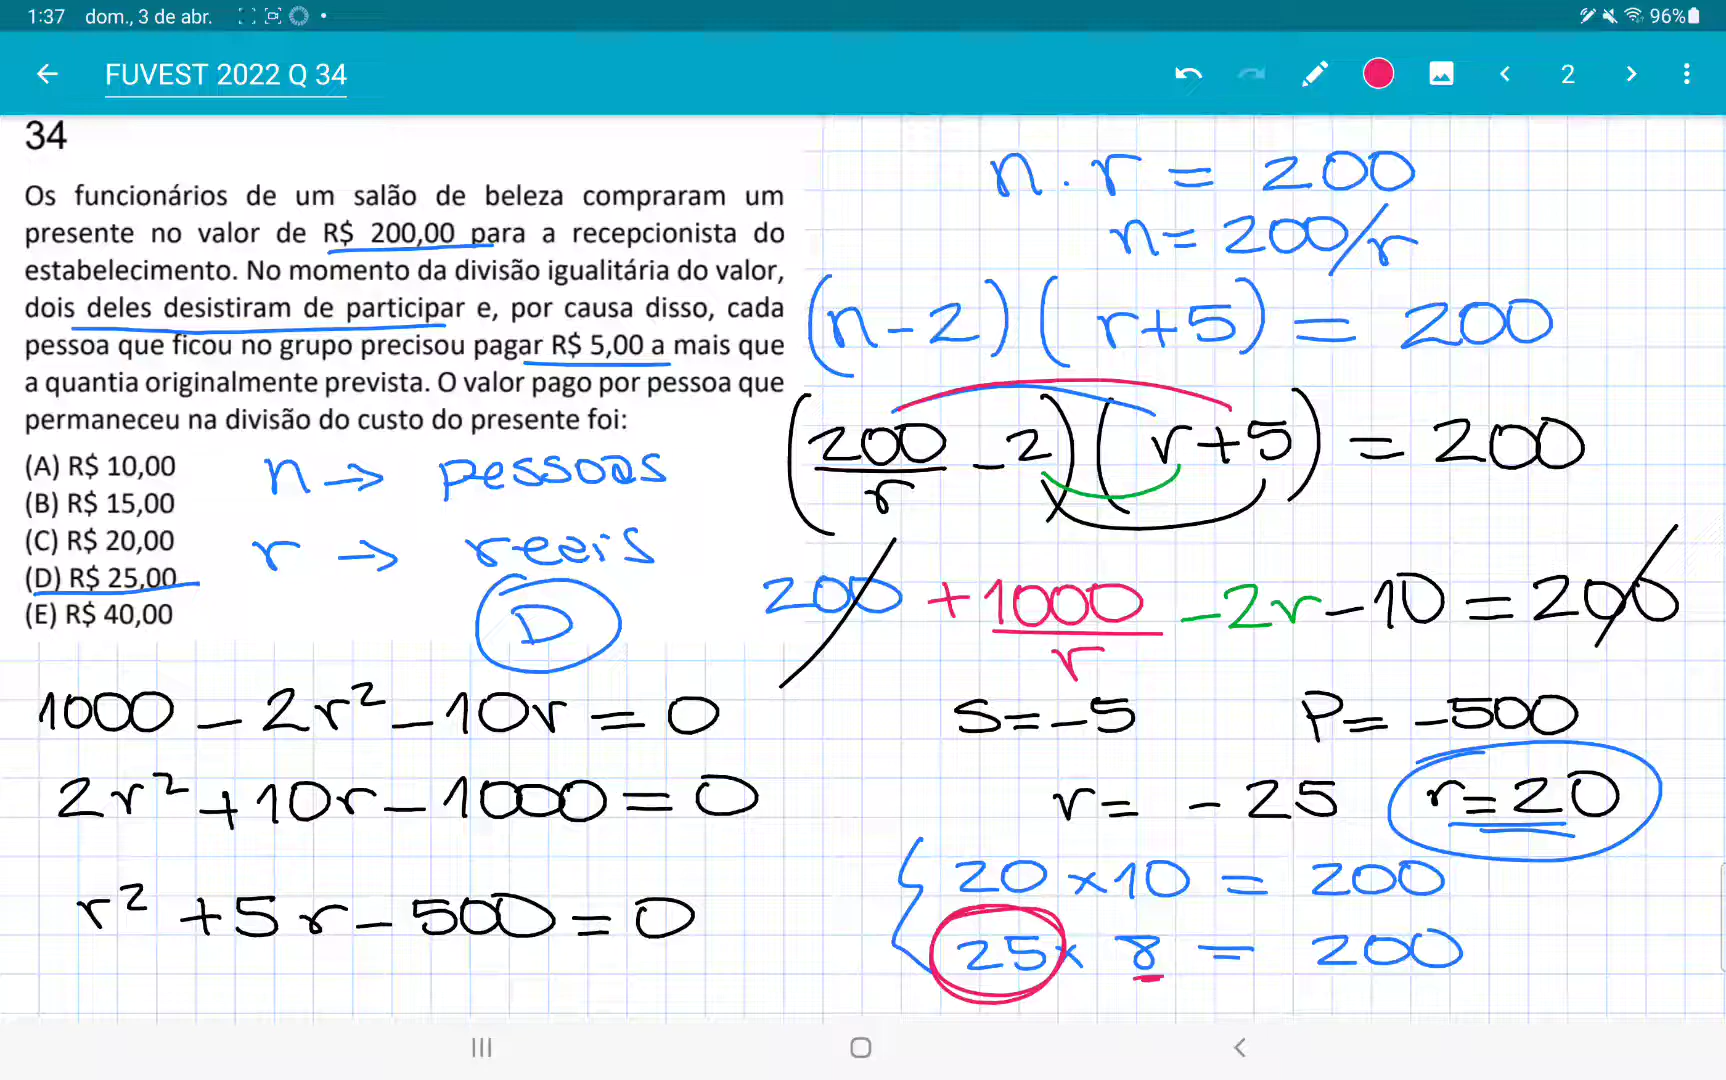 1:37 dom., 3 de abr. 96%
FUVEST 2022 Q 34
2
34
Os funcionários de um salão de beleza compraram um
presente no valor de R$ 200,00 para a recepcionista do
estabelecimento. No momento da divisão igualitária do valor,
dois deles desistiram de participar e, por causa disso, cada
pessoa que ficou no grupo precisou pagar R$ 5,00 a mais que
a quantia originalmente prevista. O valor pago por pessoa que
permaneceu na divisão do custo do presente foi:
(A) R$ 10,00
(B) R$ 15,00
(C) R$ 20,00
(D) R$ 25,00
(E) R$ 40,00
n → pessoas
r → reais
D
n . r = 200
n = 200/r
(n - 2) (r + 5) = 200
(200/r - 2) (r + 5) = 200
200 + 1000/r - 2r - 10 = 200
1000 - 2r² - 10r = 0
2r² + 10r - 1000 = 0
r² + 5r - 500 = 0
S = -5 P = -500
r = -25 r = 20
20 × 10 = 200
25 × 8 = 200